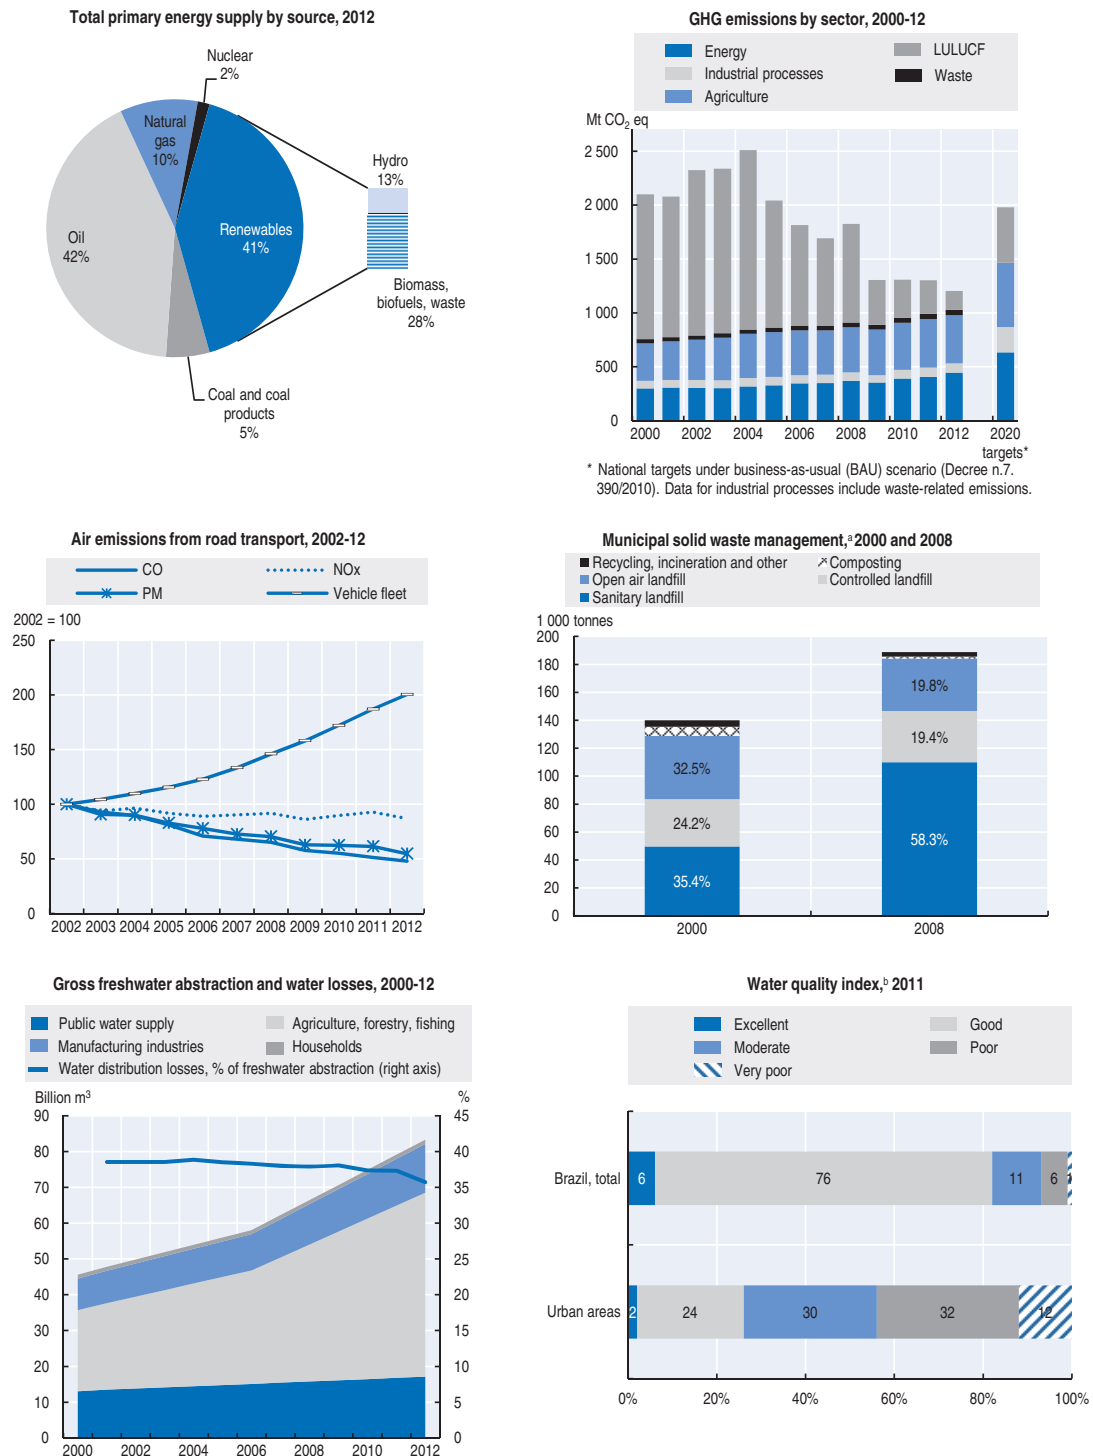 Total primary energy supply by source, 2012
Nuclear
2%
Natural
gas
10%
Hydro
13%
Oil
42%
Renewables
41%
Biomass,
biofuels, waste
28%
Coal and coal
products
5%
GHG emissions by sector, 2000-12
Energy
LULUCF
Industrial processes
Waste
Agriculture
Mt CO2 eq
2 500
2 000
1 500
1 000
500
0
2000 2002 2004 2006 2008 2010 2012 2020
targets*
* National targets under business-as-usual (BAU) scenario (Decree n.7.
390/2010). Data for industrial processes include waste-related emissions.
Air emissions from road transport, 2002-12
CO NOx
PM Vehicle fleet
2002 = 100
250
200
150
100
50
0
2002 2003 2004 2005 2006 2007 2008 2009 2010 2011 2012
Municipal solid waste management,a 2000 and 2008
Recycling, incineration and other Composting
Open air landfill Controlled landfill
Sanitary landfill
1 000 tonnes
200
180
160
140
120
100
80
60
40
20
0
32.5%
24.2%
35.4%
19.8%
19.4%
58.3%
2000 2008
Gross freshwater abstraction and water losses, 2000-12
Public water supply Agriculture, forestry, fishing
Manufacturing industries Households
Water distribution losses, % of freshwater abstraction (right axis)
Billion m3 %
90 45
80 40
70 35
60 30
50 25
40 20
30 15
20 10
10 5
0 0
2000 2002 2004 2006 2008 2010 2012
Water quality index,b 2011
Excellent Good
Moderate Poor
Very poor
Brazil, total 6 76 11 6
Urban areas 2 24 30 32 12
0% 20% 40% 60% 80% 100%